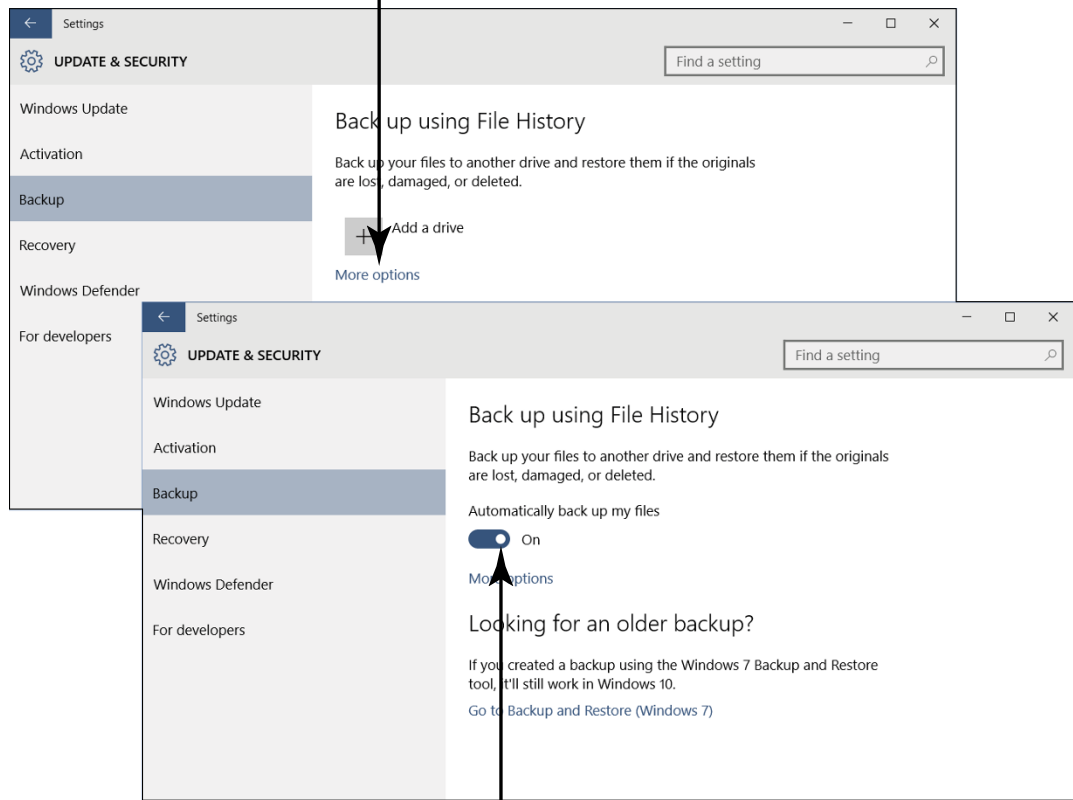 Settings
UPDATE & SECURITY
Find a setting
Windows Update
Activation
Backup
Recovery
Windows Defender
For developers
Back up using File History
Back up your files to another drive and restore them if the originals
are lost, damaged, or deleted.
Add a drive
More options
Settings
UPDATE & SECURITY
Find a setting
Windows Update
Activation
Backup
Recovery
Windows Defender
For developers
Back up using File History
Back up your files to another drive and restore them if the originals
are lost, damaged, or deleted.
Automatically back up my files
On
More options
Looking for an older backup?
If you created a backup using the Windows 7 Backup and Restore
tool, it'll still work in Windows 10.
Go to Backup and Restore (Windows 7)